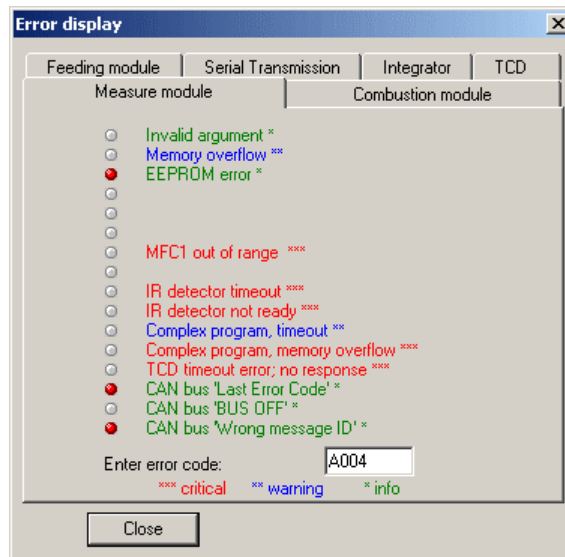 Error display
Feeding module Serial Transmission Integrator TCD
Measure module Combustion module
Invalid argument *
Memory overflow **
EEPROM error *
MFC1 out of range ***
IR detector timeout ***
IR detector not ready ***
Complex program, timeout **
Complex program, memory overflow ***
TCD timeout error; no response ***
CAN bus 'Last Error Code' *
CAN bus 'BUS OFF' *
CAN bus 'Wrong message ID' *
Enter error code: A004
*** critical ** warning * info
Close